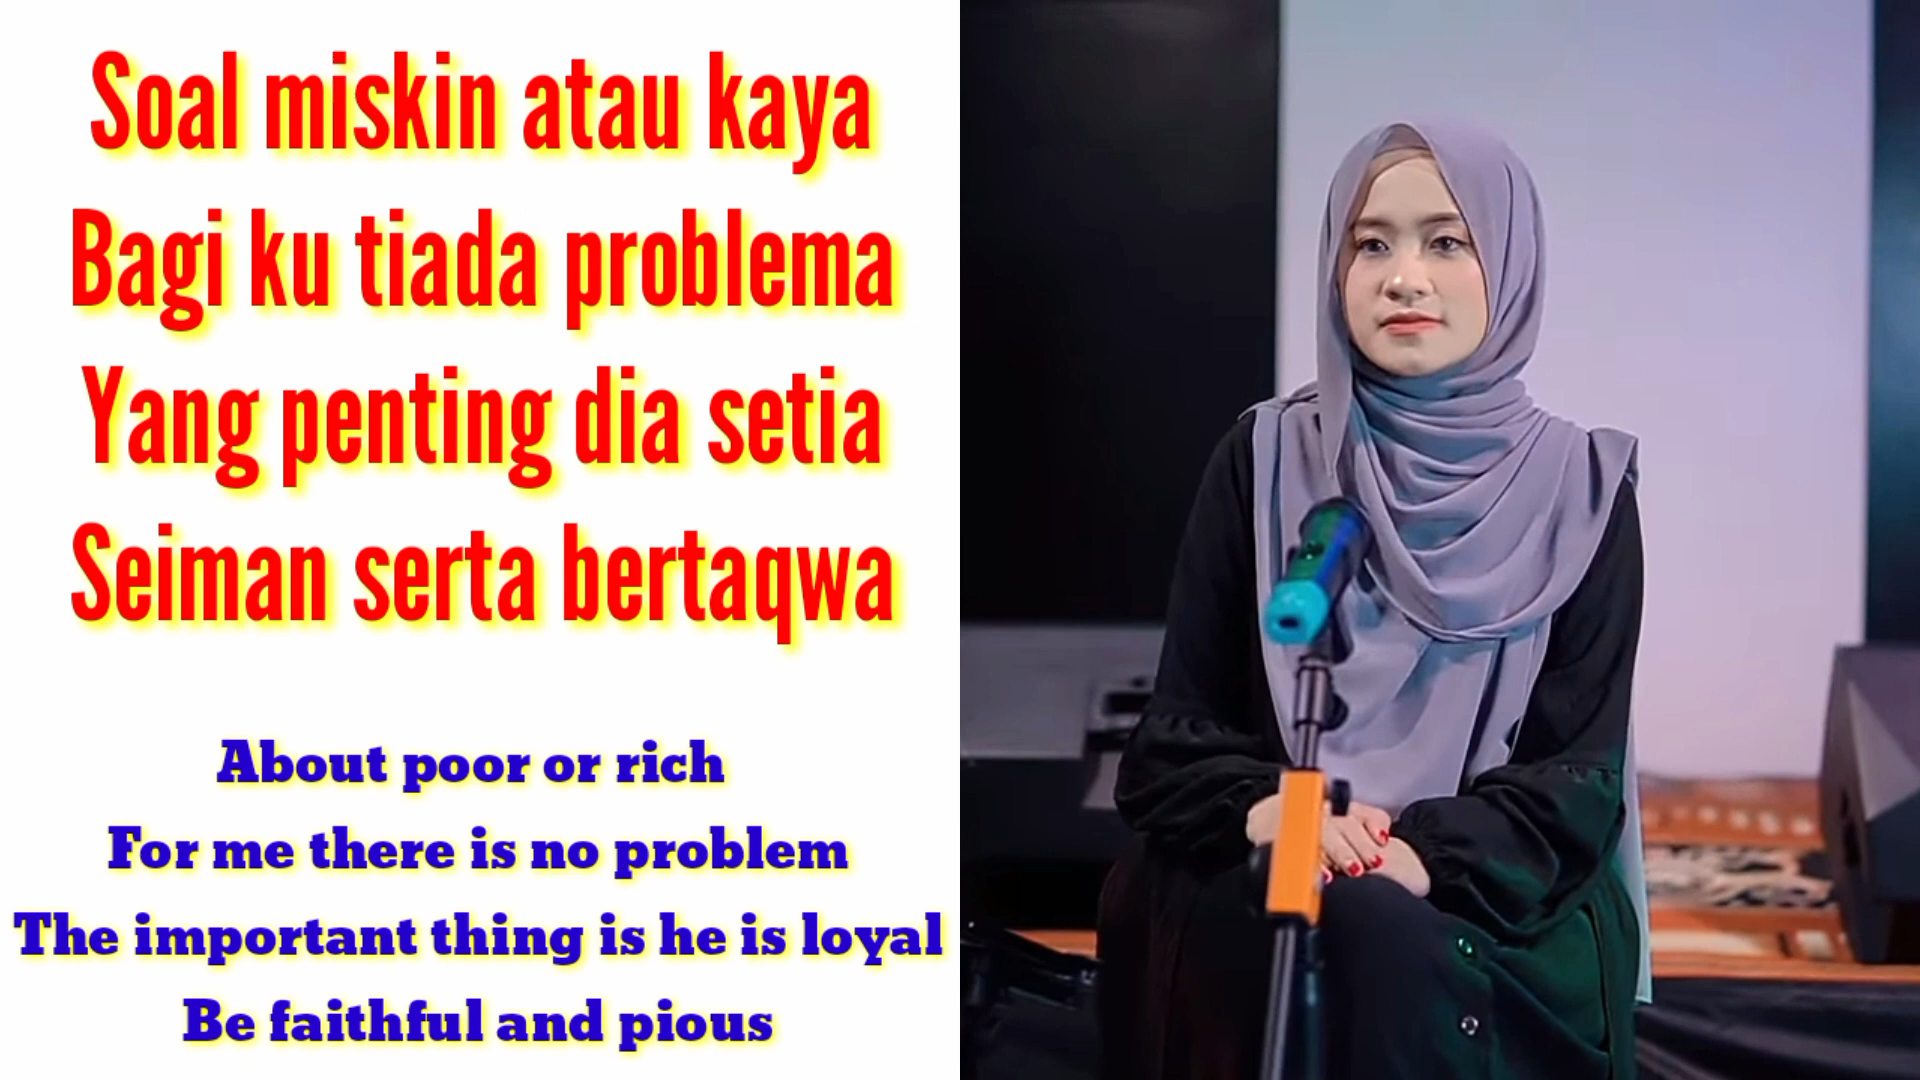 Soal miskin atau kaya
Bagi ku tiada problema
Yang penting dia setia
Seiman serta bertaqwa
About poor or rich
For me there is no problem
The important thing is he is loyal
Be faithful and pious